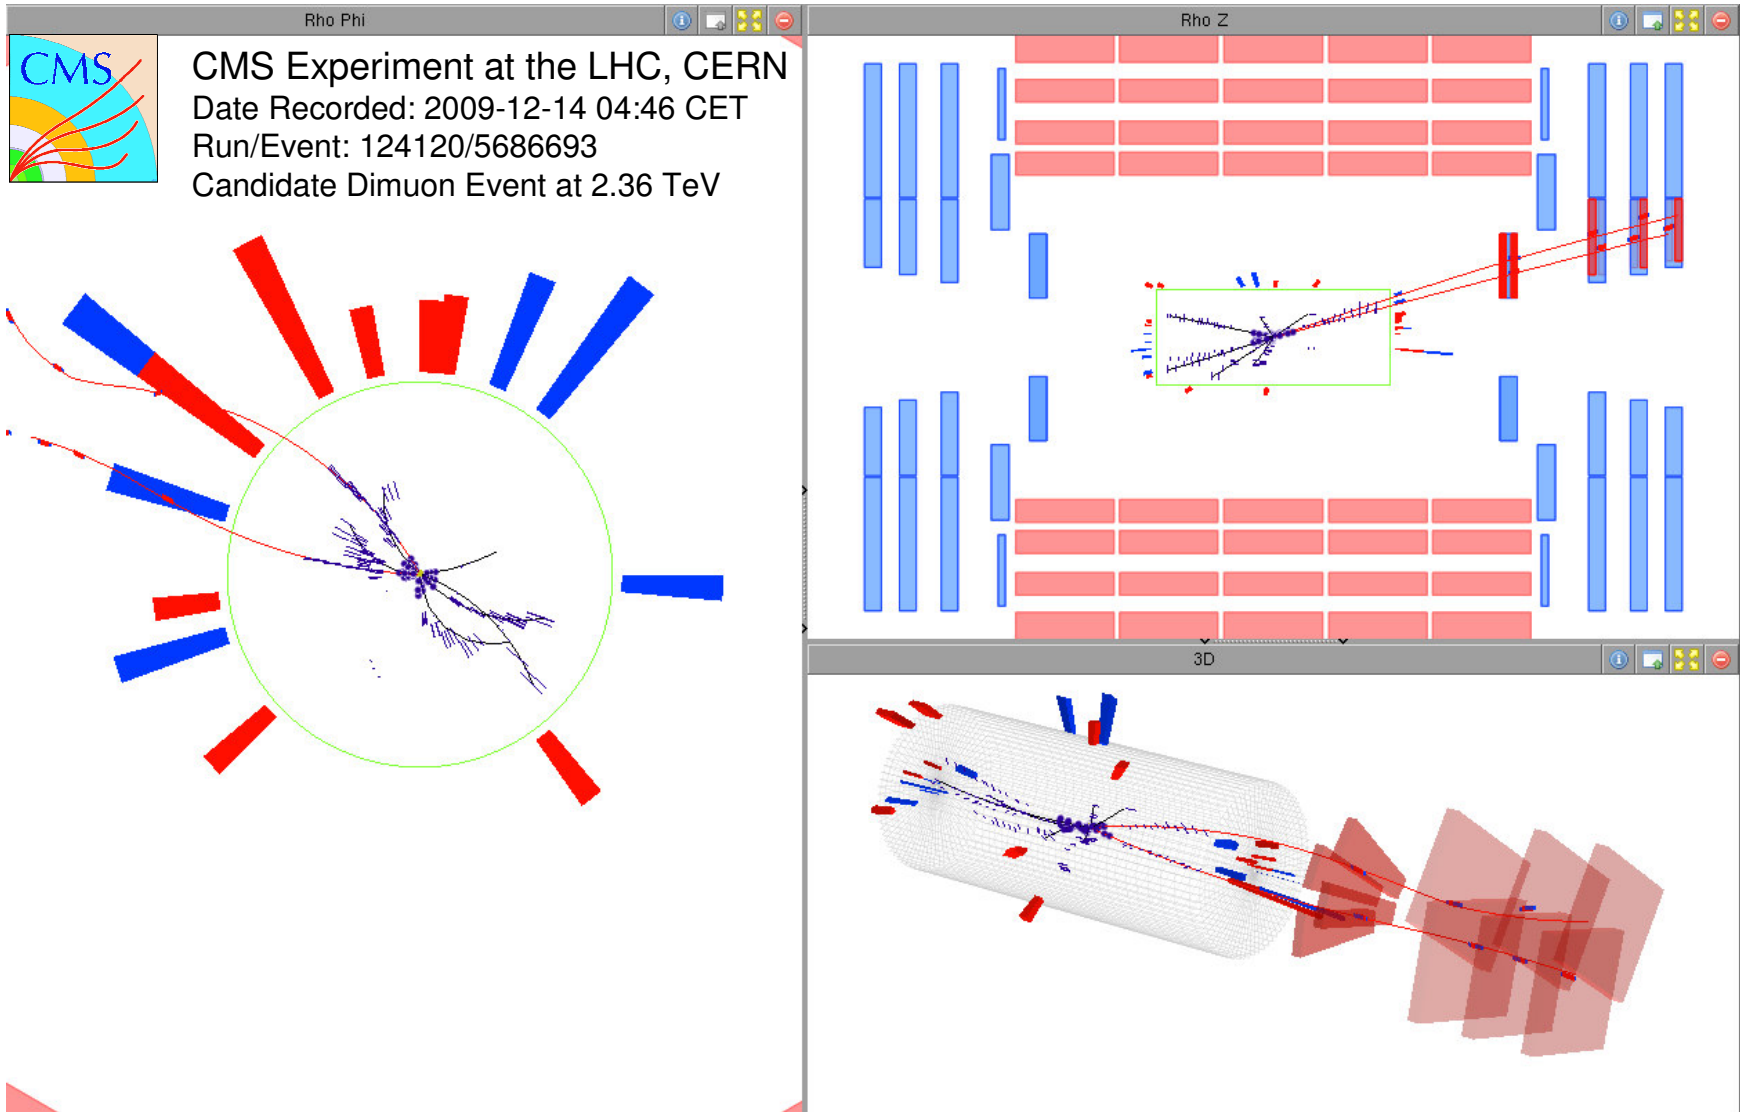 Rho Phi
CMS
CMS Experiment at the LHC, CERN
Date Recorded: 2009-12-14 04:46 CET
Run/Event: 124120/5686693
Candidate Dimuon Event at 2.36 TeV
Rho Z
3D